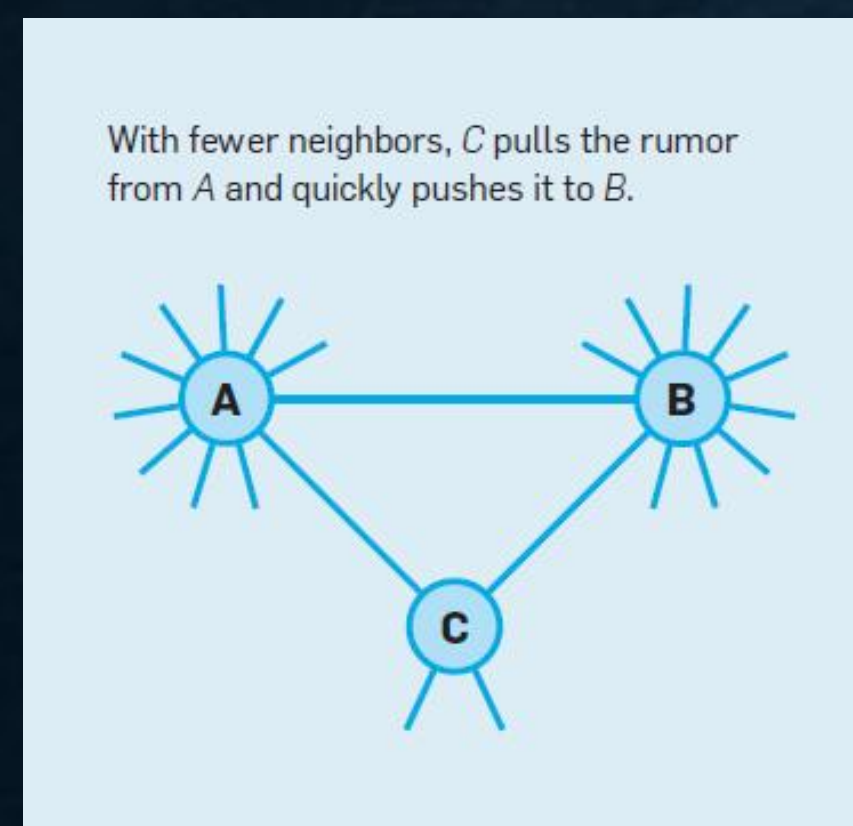 With fewer neighbors, C pulls the rumor
from A and quickly pushes it to B.
A
B
C